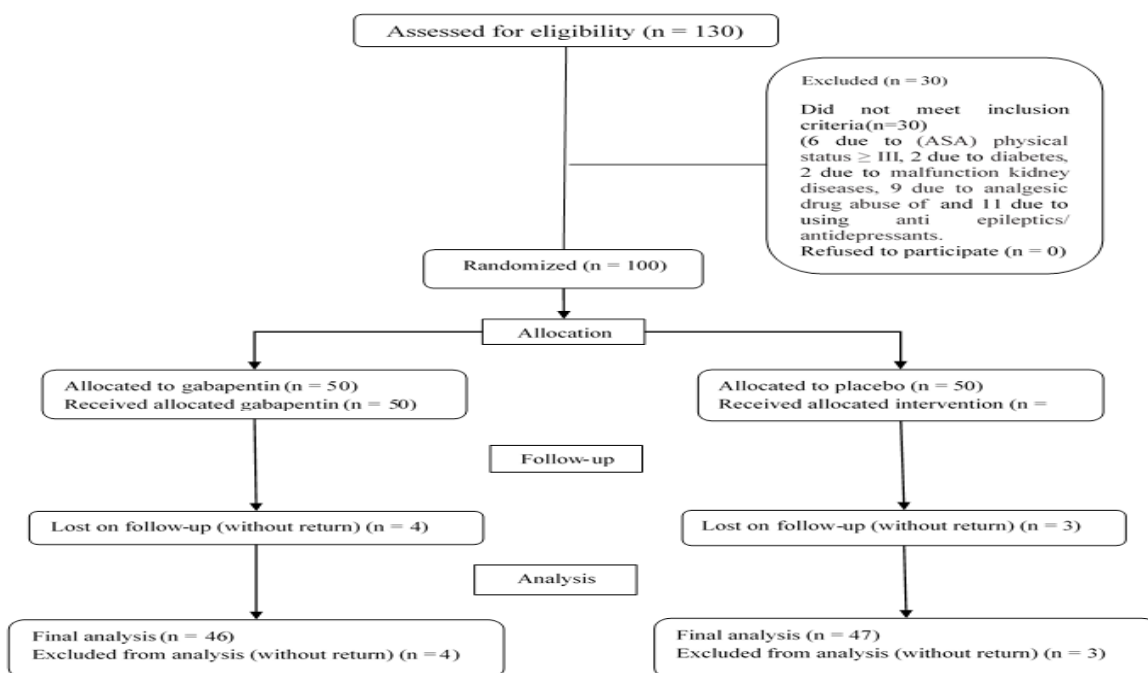 Assessed for eligibility (n = 130)
Excluded (n = 30)
Did not meet inclusion
criteria(n=30)
(6 due to (ASA) physical
status ≥ III, 2 due to diabetes,
2 due to malfunction kidney
diseases, 9 due to analgesic
drug abuse of and 11 due to
using anti epileptics/
antidepressants.
Refused to participate (n = 0)
Randomized (n = 100)
Allocation
Allocated to gabapentin (n = 50)
Received allocated gabapentin (n = 50)
Allocated to placebo (n = 50)
Received allocated intervention (n =
Follow-up
Lost on follow-up (without return) (n = 4)
Lost on follow-up (without return) (n = 3)
Analysis
Final analysis (n = 46)
Excluded from analysis (without return) (n = 4)
Final analysis (n = 47)
Excluded from analysis (without return) (n = 3)